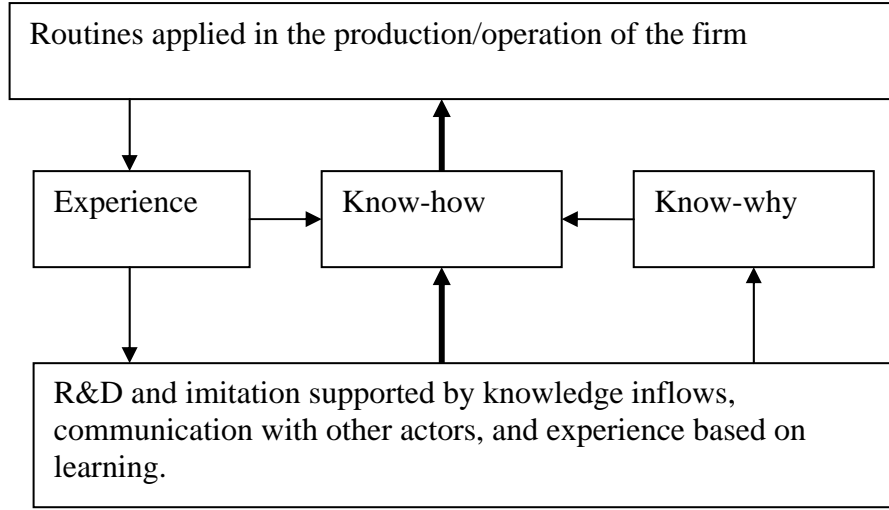 Routines applied in the production/operation of the firm
Experience
Know-how
Know-why
R&D and imitation supported by knowledge inflows,
communication with other actors, and experience based on
learning.